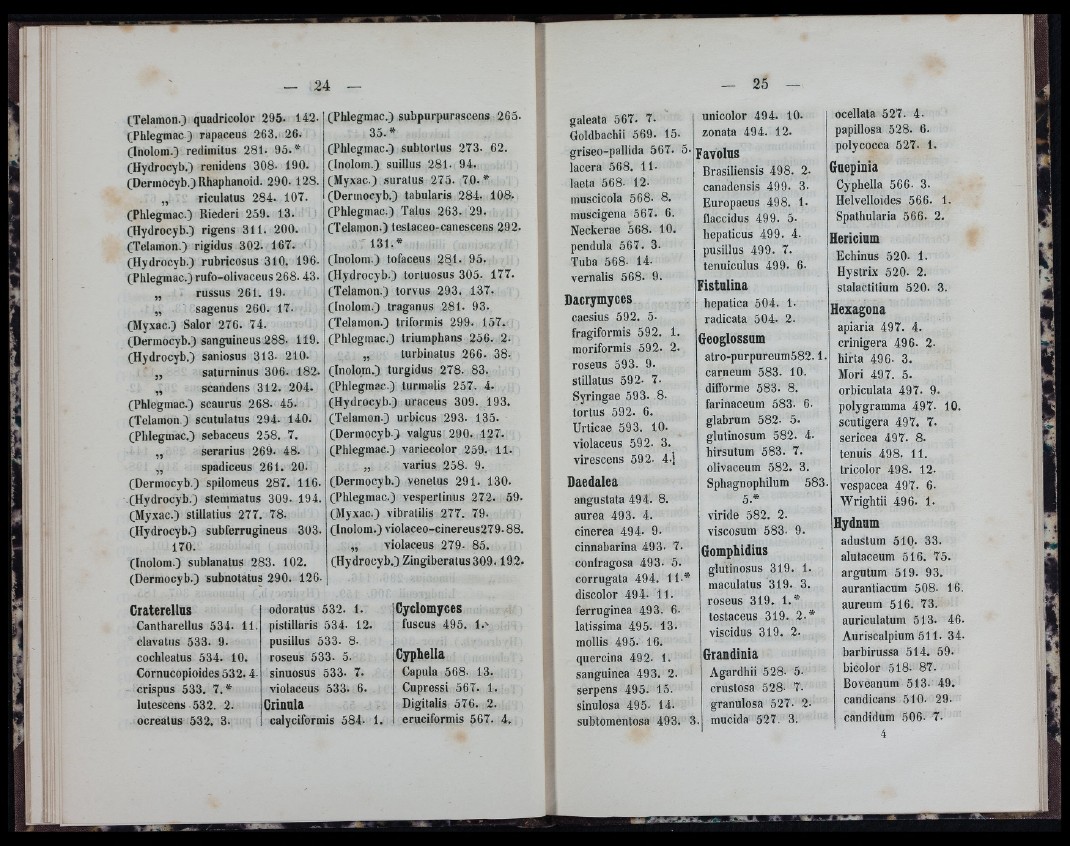 — 24 —
(Telamon.) quadricolor 295. 142.
(Phlegmac.) rapaceus 263. 26.
(Inolom.) redimitus 281. 95.*
(Hydrocyb.) renidens 308. 190.
(Dermocyb.) Rhaphanoid. 290. 128.
„ riculatus 284. 107.
(Phlegmac.) Riederi 259. 13.
(Hydrocyb.) rigens 311. 200.
(Telamon.) rigidus 302. 167.
(Hydrocyb.) rubricosus 310. 196.
(Phlegmac.) rufo-olivaceus 268. 43.
„ russus 261. 19.
„ sagenus 260. 17.
(Myxac.) Salor 276. 74.
(Dermocyb.) sanguineus 288. 119.
(Hydrocyb.) saniosus 313. 210.
„ saturninus 306. 182.
„ scandens 312. 204.
(Phlegmac.) scaurus 268. 45.
(Telamon.) scutulatus 294. 140.
(Phlegmac.) sebaceus 258. 7.
„ serarius 269. 48.
„ spadiceus 261. 20.
(Dermocyb.) spilomeus 287. 116.
(Hydrocyb.) stemmatus 309. 194.
(Myxac.) stillatius 277. 78.
(Hydrocyb.) subferrugineus 303.
170.
(Inolom.) sublanatus 283. 102.
(Dermocyb.) subnotatus 290. 126.
(Phlegmac.) subpurpurascens 265.
35.*
(Phlegmac.) subtortus 273. 62.
(Inolom.) suillus 281. 94.
(Myxac.) suratus 275. 70.*
(Dermocyb.) tabularis 284. 108.
(Phlegmac.) Talus 263. 29.
(Telamon.) testaceo-canescens 292.
131.*
(Inolom.) tofaceus 281. 95.
(Hydrocyb.) tortuosus 305. 177.
(Telamon.) torvus 293. 137.
(Inolom.) traganus 281. 93.
(Telamon.) triformis 299. 157.
(Phlegmac.) triumphans 256. 2.
„ turbinatus 266. 38.
(Inolom.) turgidus 278. 83.
(Phlegmac.) turmalis 257. 4.
(Hydrocyb.) uraceus 309. 193.
(Telamon.) urbicus 293. 135.
(Dermocyb.) valgus 290. 127.
(Phlegmac.) variecolor 259. 11.
„ varius 258. 9.
(Dermocyb.) venetus 291. 130.
(Phlegmac.) vespertinus 272. 59.
(Myxac.) vibratilis 277. 79.
(Inolom.) violaceo-cinereus 279. 88.
„ violaceus 279. 85.
(Hydrocyb.) Zingiberatus 309. 192.
Craterellus
Cantharellus 534. 11.
clavatus 533. 9.
cochleatus 534. 10.
Cornucopioides 532. 4.
crispus 533. 7.*
lutescens 532. 2.
ocreatus 532. 3.
odoratus 532. 1.
pistillaris 534. 12.
pusillus 533. 8.
roseus 533. 5.
sinuosus 533. 7.
violaceus 533. 6.
Crinula
calyciformis 584. 1.
Cyclomyces
fuscus 495. 1.
Cyphella
Capula 568. 13.
Cupressi 567. 1.
Digitalis 576. 2.
eruciformis 567. 4.
— 25 —
galeata 567. 7.
Goldbachii 569. 15.
griseo-pallida 567. 5.
lacera 568. 11.
laeta 568. 12.
muscicola 568. 8.
muscigena 567. 6.
Neckerae 568. 10.
pendula 567. 3.
Tuba 568. 14.
vernalis 568. 9.
Dacrymyces
caesius 592. 5.
fragiformis 592. 1.
moriformis 592. 2.
roseus 593. 9.
stillatus 592. 7.
Syringae 593. 8.
tortus 592. 6.
Urticae 593. 10.
violaceus 592. 3.
virescens 592. 4.
Daedalea
angustata 494. 8.
aurea 493. 4.
cinerea 494. 9.
cinnabarina 493. 7.
confragosa 493. 5.
corrugata 494. 11.*
discolor 494. 11.
ferruginea 493. 6.
latissima 495. 13.
mollis 495. 16.
quercina 492. 1.
sanguinea 493. 2.
serpens 495. 15.
sinulosa 495. 14.
subtomentosa 493. 3.
unicolor 494. 10.
zonata 494. 12.
Favolus
Brasiliensis 498. 2.
canadensis 499. 3.
Europaeus 498. 1.
flaccidus 499. 5.
hepaticus 499. 4.
pusillus 499. 7.
tenuiculus 499. 6.
Fistulina
hepatica 504. 1.
radicata 504. 2.
Geoglossum
atro-purpureum 582. 1.
carneum 583. 10.
difforme 583. 8.
farinaceum 583. 6.
glabrum 582. 5.
glutinosum 582. 4.
hirsutum 583. 7.
olivaceum 582. 3.
Sphagnophilum 583.
5.*
viride 582. 2.
viscosum 583. 9.
Gomphidius
glutinosus 319. 1.
maculatus 319. 3.
roseus 319. 1.*
testaceus 319. 2.*
viscidus 319. 2.
Grandinia
Agardhii 528. 5.
crustosa 528. 7.
granulosa 527. 2.
mucida 527. 3.
ocellata 527. 4.
papillosa 528. 6.
polycocca 527. 1.
Guepinia
Cyphella 566. 3.
Helvelloides 566. 1.
Spathularia 566. 2.
Hericium
Echinus 520. 1.
Hystrix 520. 2.
stalactitium 520. 3.
Hexagona
apiaria 497. 4.
crinigera 496. 2.
hirta 496. 3.
Mori 497. 5.
orbiculata 497. 9.
polygramma 497. 10.
scutigera 497. 7.
sericea 497. 8.
tenuis 498. 11.
tricolor 498. 12.
vespacea 497. 6.
Wrightii 496. 1.
Hydnum
adustum 510. 33.
alutaceum 516. 75.
argutum 519. 93.
aurantiacum 508. 16.
aureum 516. 73.
auriculatum 513. 46.
Auriscalpium 511. 34.
barbirussa 514. 59.
bicolor 518. 87.
Boveanum 513. 49.
candicans 510. 29.
candidum 506. 7.
4